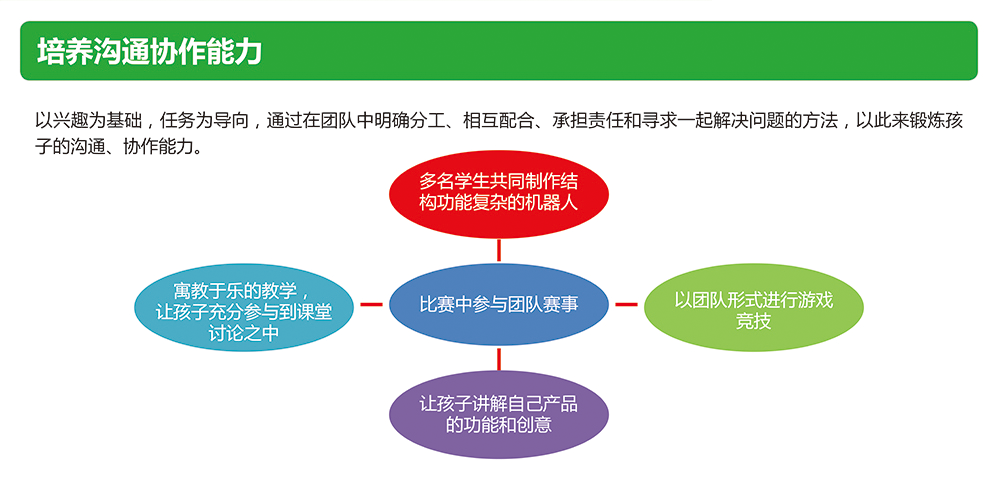 培养沟通协作能力
以兴趣为基础，任务为导向，通过在团队中明确分工、相互配合、承担责任和寻求一起解决问题的方法，以此来锻炼孩
子的沟通、协作能力。
多名学生共同制作结
构功能复杂的机器人
寓教于乐的教学，
让孩子充分参与到课堂
讨论之中
比赛中参与团队赛事
以团队形式进行游戏
竞技
让孩子讲解自己产品
的功能和创意